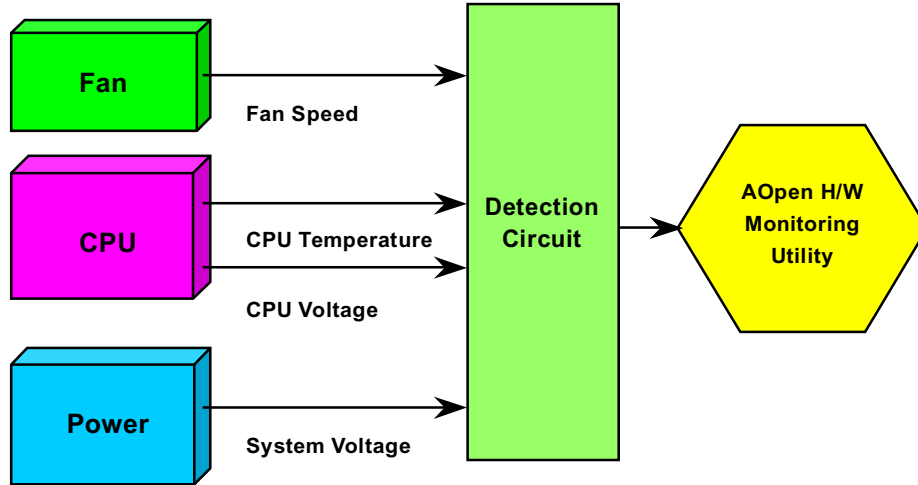 Fan
Fan Speed
CPU
CPU Temperature
CPU Voltage
Power
System Voltage
Detection
Circuit
AOpen H/W
Monitoring
Utility